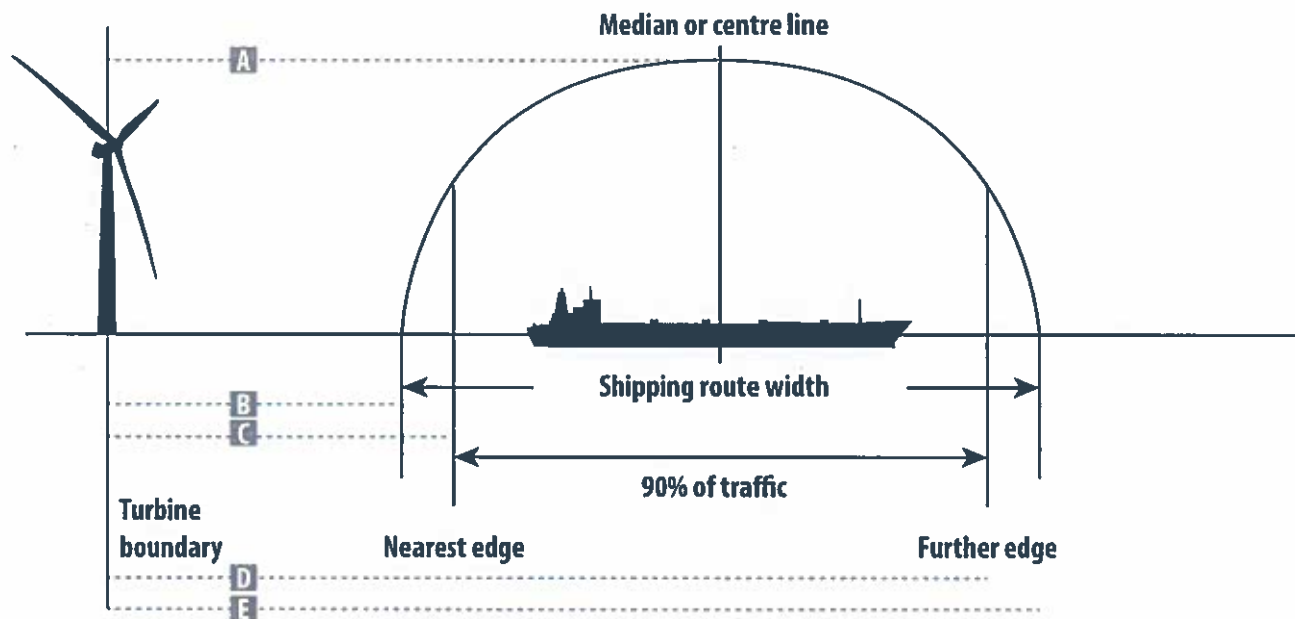 Median or centre line
A
Shipping route width
B
C
90% of traffic
Turbine
boundary
Nearest edge
Further edge
D
E